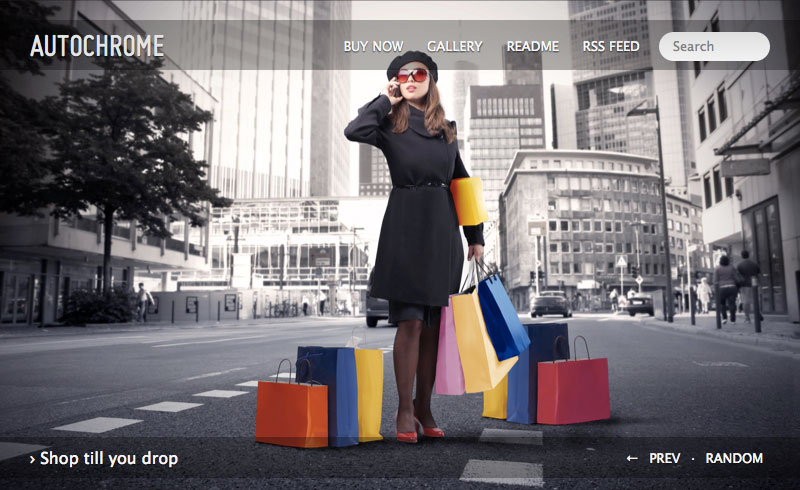 AUTOCHROME
BUY NOW GALLERY README RSS FEED Search
› Shop till you drop
← PREV · RANDOM